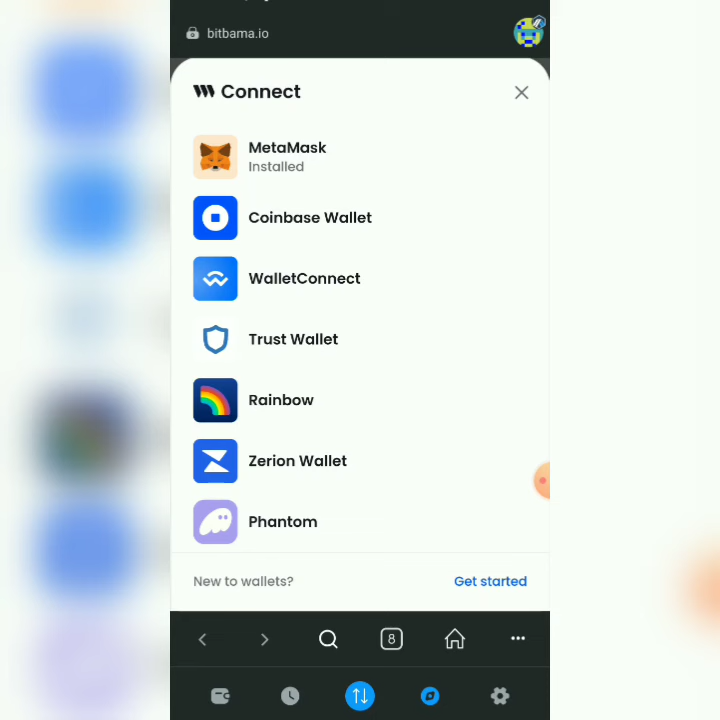 bitbama.io
Connect
MetaMask
Installed
Coinbase Wallet
WalletConnect
Trust Wallet
Rainbow
Zerion Wallet
Phantom
New to wallets?
Get started
8